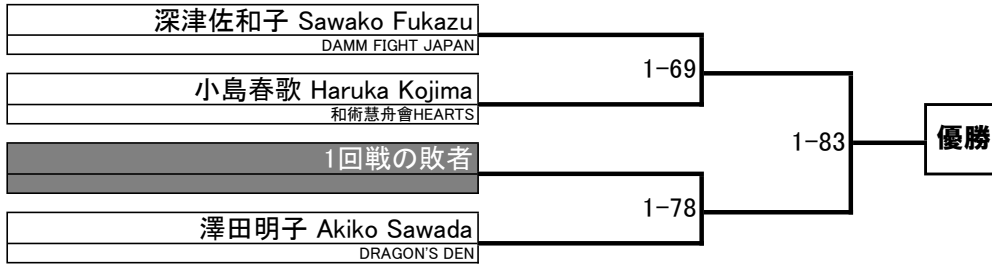 深津佐和子 Sawako Fukazu
DAMM FIGHT JAPAN
1-69
小島春歌 Haruka Kojima
和術慧舟會HEARTS
1-83
優勝
1回戦の敗者
1-78
澤田明子 Akiko Sawada
DRAGON'S DEN